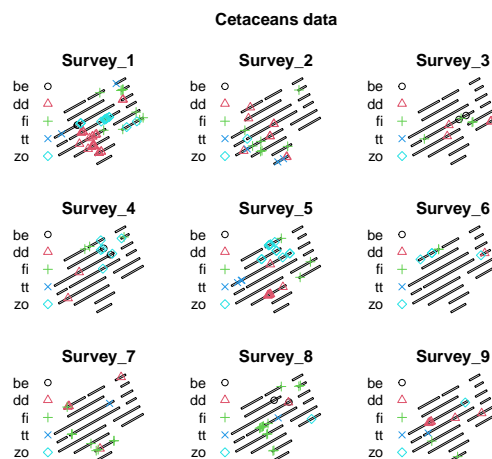 Cetaceans data
Survey_1
be
dd
fi
tt
zo
Survey_2
be
dd
fi
tt
zo
Survey_3
be
dd
fi
tt
zo
Survey_4
be
dd
fi
tt
zo
Survey_5
be
dd
fi
tt
zo
Survey_6
be
dd
fi
tt
zo
Survey_7
be
dd
fi
tt
zo
Survey_8
be
dd
fi
tt
zo
Survey_9
be
dd
fi
tt
zo